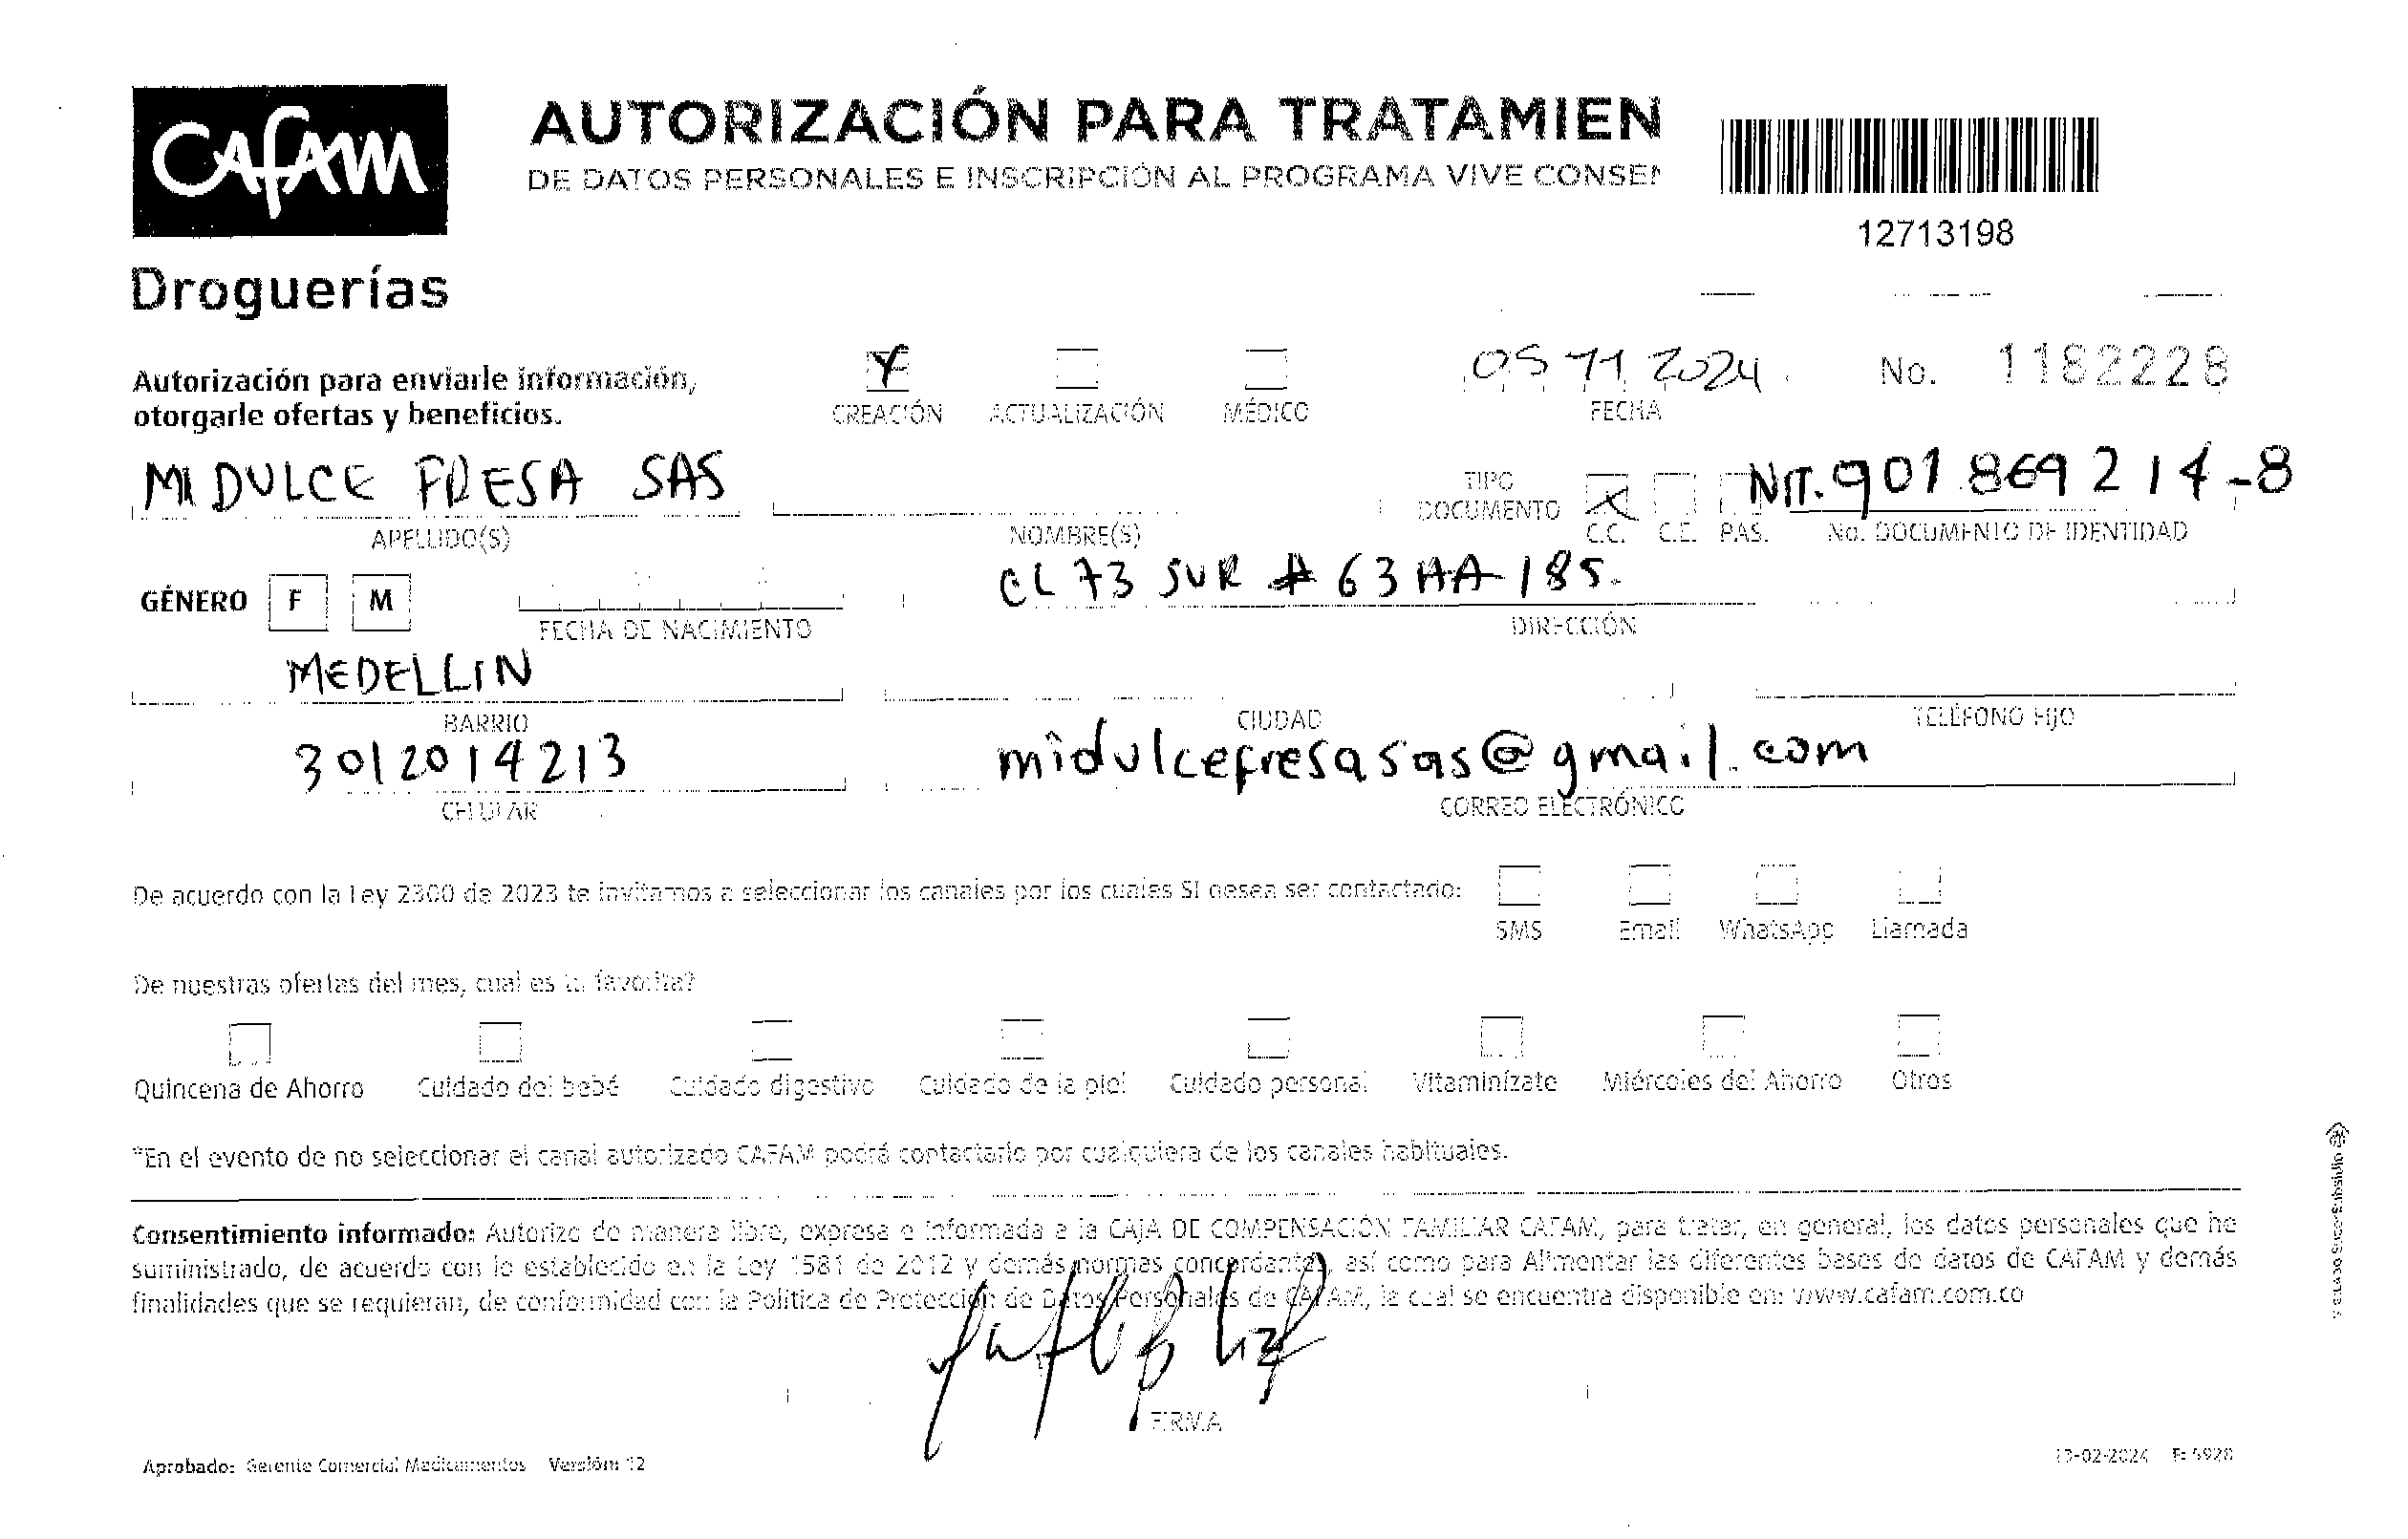 CAFAM
AUTORIZACIÓN PARA TRATAMIEN
DE DATOS PERSONALES E INSCRIPCIÓN AL PROGRAMA VIVE CONSE
12713198
Droguerías
Autorización para enviarle información,
otorgarle ofertas y beneficios.
CREACIÓN ACTUALIZACIÓN MÉDICO
05 11 2024
FECHA
No. 1182228
MI DULCE FRESA SAS
APELLIDO(S) NOMBRE(S)
TIPO
DOCUMENTO X
C.C. C.E. PAS.
NIT. 901 869 214-8
No. DOCUMENTO DE IDENTIDAD
GÉNERO F M
FECHA DE NACIMIENTO
CL 73 SUR # 63 AA 185.
DIRECCIÓN
MEDELLIN
BARRIO CIUDAD TELÉFONO FIJO
3012014213 midulcefresasas@gmail.com
CELULAR CORREO ELECTRÓNICO
De acuerdo con la Ley 2300 de 2023 te invitamos a seleccionar los canales por los cuales SI desea ser contactado:
SMS Email WhatsApp Llamada
De nuestras ofertas del mes, cual es tu favorita?
Quincena de Ahorro Cuidado del bebé Cuidado digestivo Cuidado de la piel Cuidado personal Vitaminízate Miércoles del Ahorro Otros
*En el evento de no seleccionar el canal autorizado CAFAM podrá contactarlo por cualquiera de los canales habituales.
Consentimiento informado: Autorizo de manera libre, expresa e informada a la CAJA DE COMPENSACIÓN FAMILIAR CAFAM, para tratar, en general, los datos personales que he
suministrado, de acuerdo con lo establecido en la Ley 1581 de 2012 y demás normas concordantes, así como para Alimentar las diferentes bases de datos de CAFAM y demás
finalidades que se requieran, de conformidad con la Política de Protección de Datos Personales de CAFAM, la cual se encuentra disponible en: www.cafam.com.co
FIRMA
Aprobado: Gerente Comercial Medicamentos Versión: 12
13-02-2024 F: 5928
VIGILADO SuperSubsidio